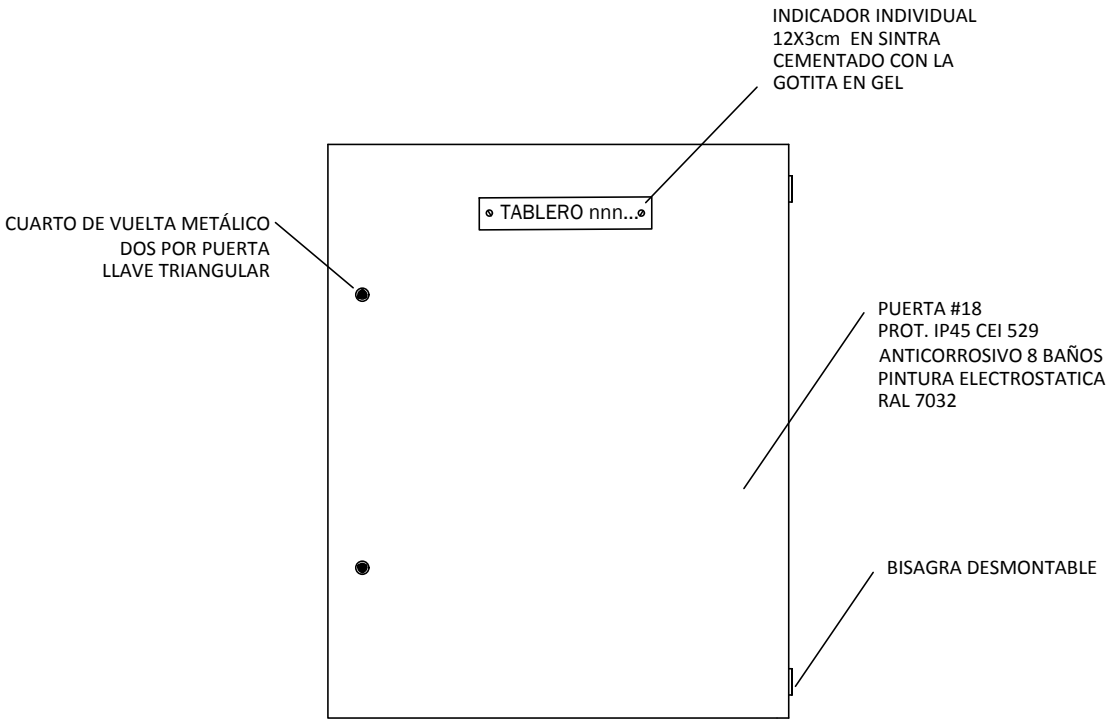 INDICADOR INDIVIDUAL
12X3cm EN SINTRA
CEMENTADO CON LA
GOTITA EN GEL
TABLERO nnn...
CUARTO DE VUELTA METÁLICO
DOS POR PUERTA
LLAVE TRIANGULAR
PUERTA #18
PROT. IP45 CEI 529
ANTICORROSIVO 8 BAÑOS
PINTURA ELECTROSTATICA
RAL 7032
BISAGRA DESMONTABLE